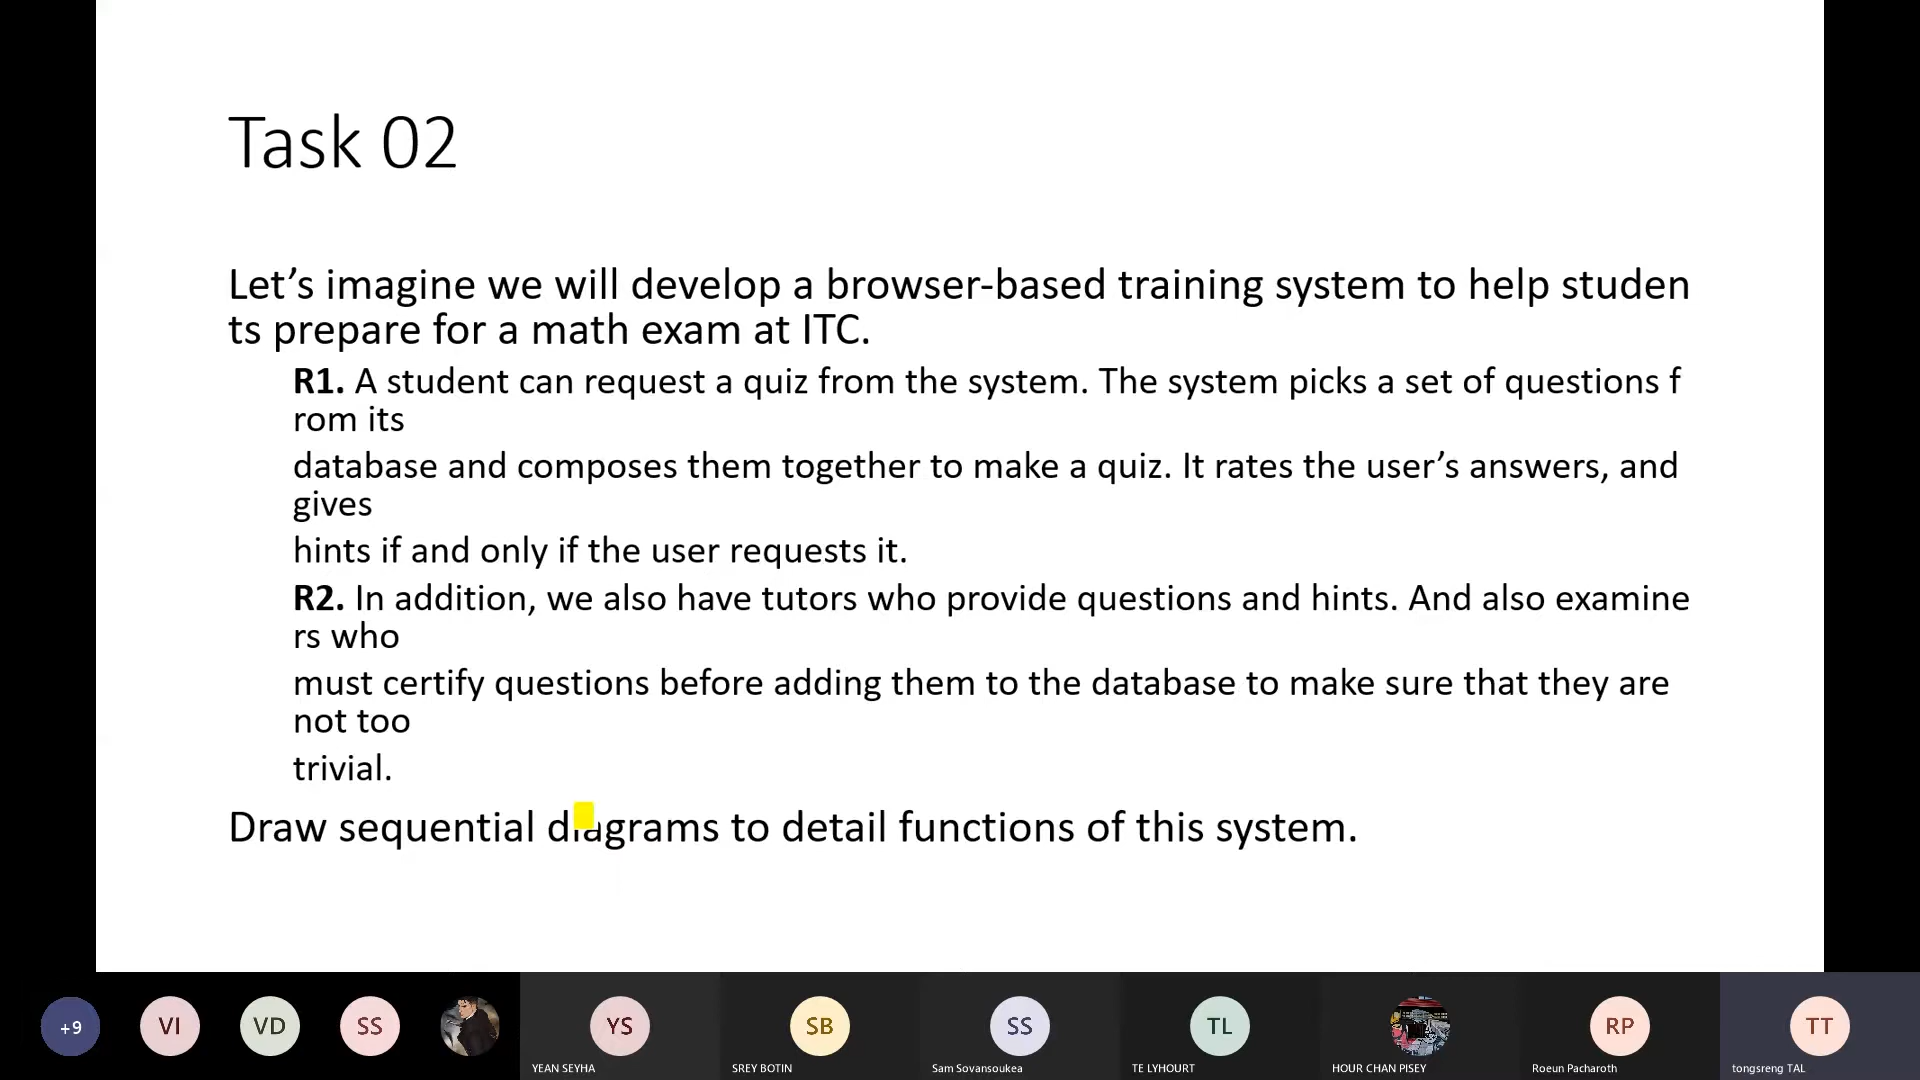 Task 02
Let’s imagine we will develop a browser-based training system to help studen
ts prepare for a math exam at ITC.
R1. A student can request a quiz from the system. The system picks a set of questions f
rom its
database and composes them together to make a quiz. It rates the user’s answers, and
gives
hints if and only if the user requests it.
R2. In addition, we also have tutors who provide questions and hints. And also examine
rs who
must certify questions before adding them to the database to make sure that they are
not too
trivial.
Draw sequential diagrams to detail functions of this system.
+9 VI VD SS YS SB SS TL RP TT
YEAN SEYHA SREY BOTIN Sam Sovansoukea TE LYHOURT HOUR CHAN PISEY Roeun Pacharoth tongsreng TAL